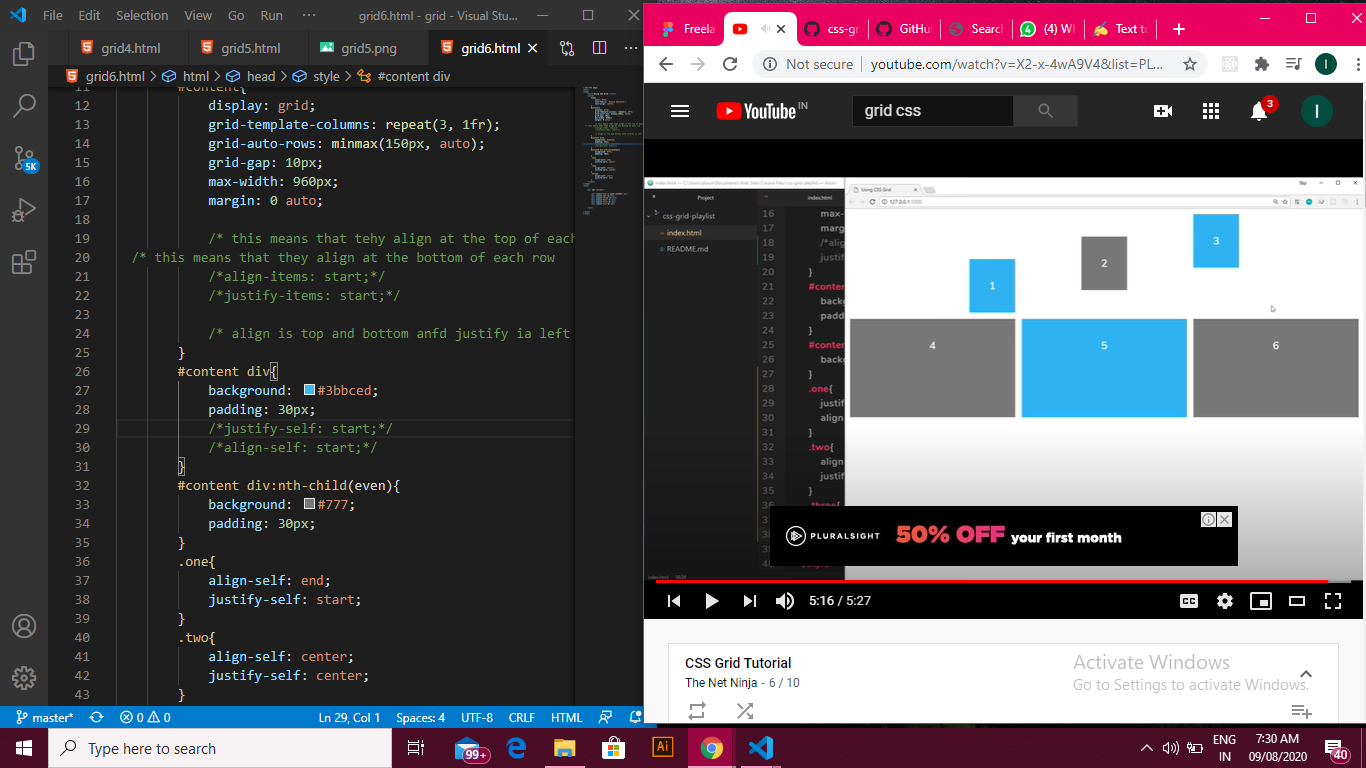 File Edit Selection View Go Run ··· grid6.html - grid - Visual Stu...
grid4.html grid5.html grid5.png grid6.html
grid6.html > html > head > style > #content div
11 #content{
12 display: grid;
13 grid-template-columns: repeat(3, 1fr);
14 grid-auto-rows: minmax(150px, auto);
15 grid-gap: 10px;
16 max-width: 960px;
17 margin: 0 auto;
18
19 /* this means that tehy align at the top of each
20 /* this means that they align at the bottom of each row
21 /*align-items: start;*/
22 /*justify-items: start;*/
23
24 /* align is top and bottom anfd justify ia left
25 }
26 #content div{
27 background: #3bbced;
28 padding: 30px;
29 /*justify-self: start;*/
30 /*align-self: start;*/
31 }
32 #content div:nth-child(even){
33 background: #777;
34 padding: 30px;
35 }
36 .one{
37 align-self: end;
38 justify-self: start;
39 }
40 .two{
41 align-self: center;
42 justify-self: center;
43 }
5K
master* 0 0 Ln 29, Col 1 Spaces: 4 UTF-8 CRLF HTML
Freela css-gr GitHu Searc (4) W Text to
Not secure youtube.com/watch?v=X2-x-4wA9V4&list=PL...
I
YouTube IN grid css 3 I
Project index.html
css-grid-playlist
index.html
README.md
Using CSS Grid
127.0.0.1:3000
16 max-
17 marg
18 /*alig
19 justif
20 }
21 #conten
22 backg
23 padd
24 }
25 #conten
26 backg
27 }
28 .one{
29 justif
30 align
31 }
32 .two{
33 align
34 justif
35 }
36 .three{
1
2
3
4
5
6
PLURALSIGHT 50% OFF your first month
5:16 / 5:27
CC
CSS Grid Tutorial
The Net Ninja - 6 / 10
Activate Windows
Go to Settings to activate Windows.
Type here to search
99+
Ai
ENG
IN
7:30 AM
09/08/2020
40